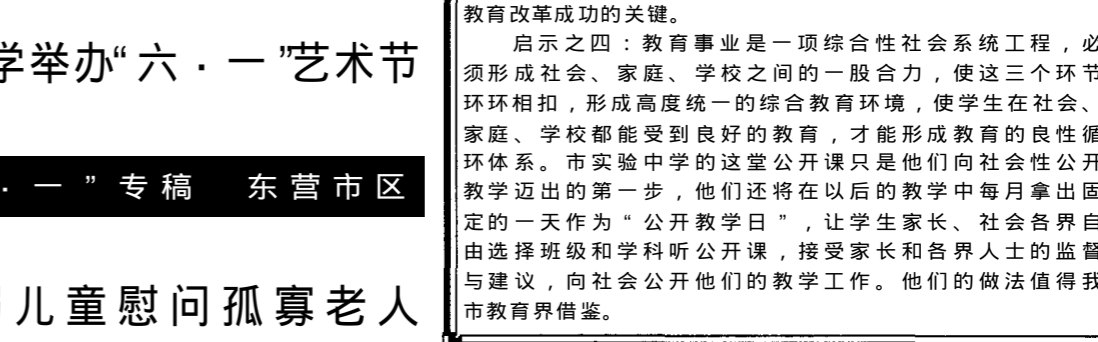 学举办“六·一”艺术节
·一”专稿 东营市区
儿童慰问孤寡老人
教育改革成功的关键。
启示之四：教育事业是一项综合性社会系统工程，必
须形成社会、家庭、学校之间的一股合力，使这三个环节
环环相扣，形成高度统一的综合教育环境，使学生在社会、
家庭、学校都能受到良好的教育，才能形成教育的良性循
环体系。市实验中学的这堂公开课只是他们向社会性公开
教学迈出的第一步，他们还将在以后的教学中每月拿出固
定的一天作为“公开教学日”，让学生家长、社会各界自
由选择班级和学科听公开课，接受家长和各界人士的监督
与建议，向社会公开他们的教学工作。他们的做法值得我
市教育界借鉴。